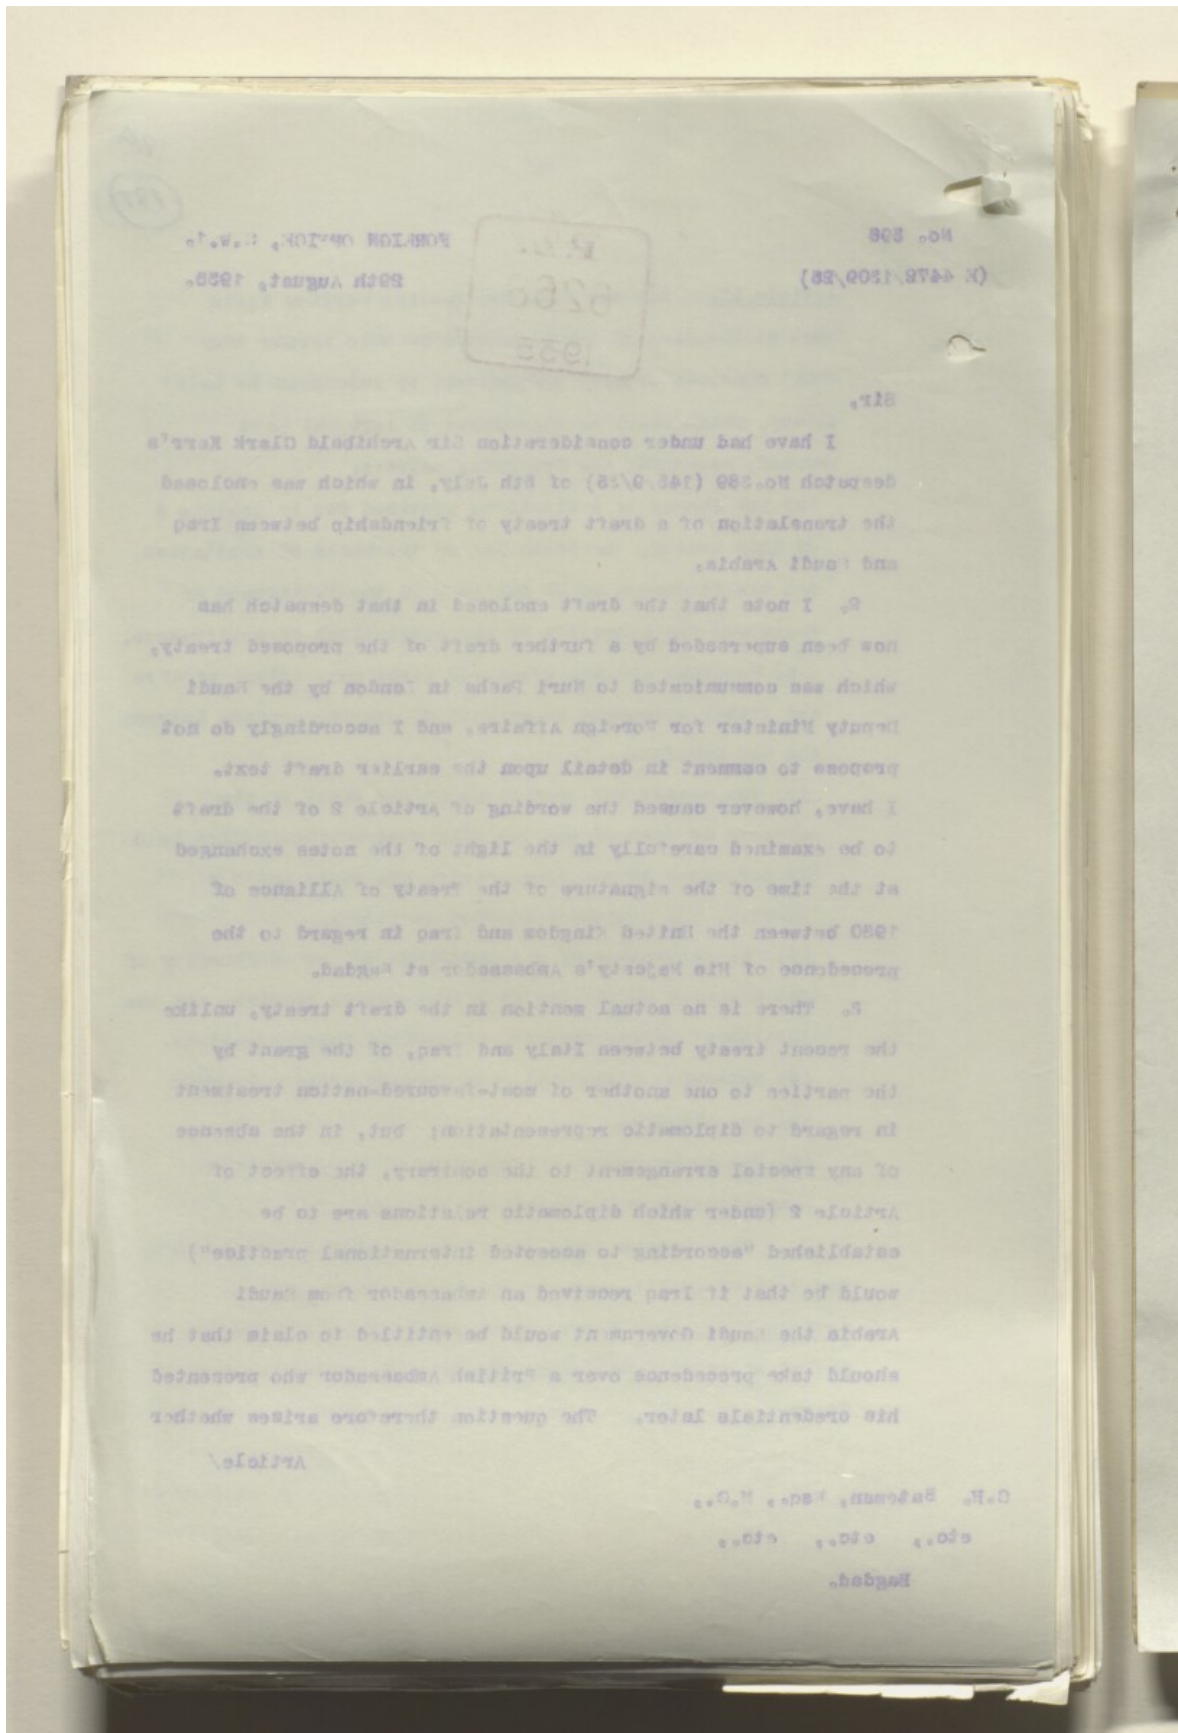 No. 598
FOREIGN OFFICE, S.W.1.
(E 4478/1309/25)
29th August, 1935.
P.Z.
5260
1935
Sir,
I have had under consideration Sir Archibald Clark Kerr's
despatch No. of 8th July, in which was enclosed
the translation of a draft treaty of friendship between Iraq
and Saudi Arabia.
2. I note that the draft enclosed in that despatch has
now been superseded by a further draft of the proposed treaty,
which was communicated to Nuri Pasha in London by the Saudi
Deputy Minister for Foreign Affairs, and I accordingly do not
propose to comment in detail upon the earlier draft text.
I have, however caused the wording of Article 2 of the draft
to be examined carefully in the light of the notes exchanged
at the time of the signature of the Treaty of Alliance of
1930 between the United Kingdom and Iraq in regard to the
precedence of His Majesty's Ambassador at Bagdad.
3. There is no actual mention in the draft treaty, unlike
the recent treaty between Italy and Iraq, of the grant by
the parties to one another of most-favoured-nation treatment
in regard to diplomatic representation; but, in the absence
of any special arrangement to the contrary, the effect of
Article 2 (under which diplomatic relations are to be
established "according to accepted international practice")
would be that if Iraq received an Ambassador from Saudi
Arabia the Saudi Government would be entitled to claim that he
should take precedence over a British Ambassador who presented
his credentials later. The question therefore arises whether
Article/
C.H. Bateman, Esq., M.C.,
etc., etc., etc.,
Bagdad.